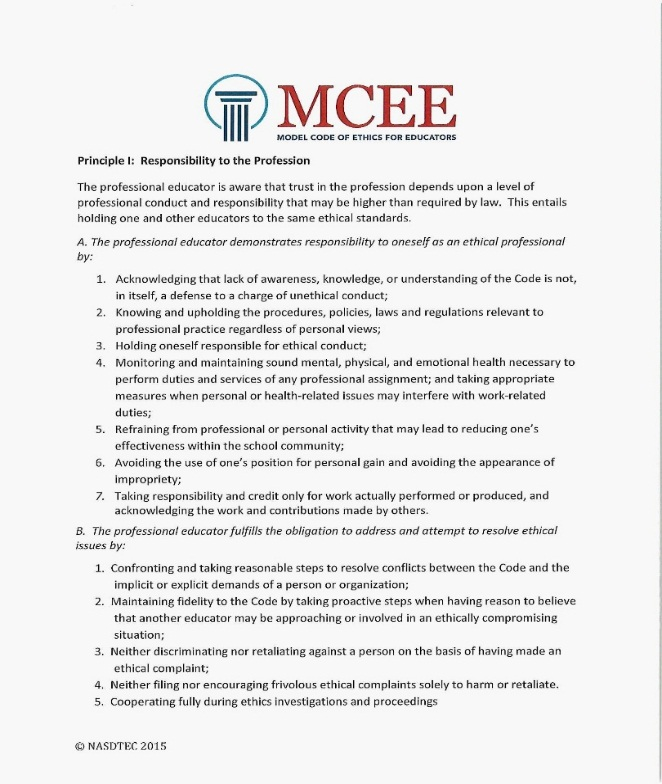 MCEE
MODEL CODE OF ETHICS FOR EDUCATORS
Principle I: Responsibility to the Profession
The professional educator is aware that trust in the profession depends upon a level of
professional conduct and responsibility that may be higher than required by law. This entails
holding one and other educators to the same ethical standards.
A. The professional educator demonstrates responsibility to oneself as an ethical professional
by:
1. Acknowledging that lack of awareness, knowledge, or understanding of the Code is not,
in itself, a defense to a charge of unethical conduct;
2. Knowing and upholding the procedures, policies, laws and regulations relevant to
professional practice regardless of personal views;
3. Holding oneself responsible for ethical conduct;
4. Monitoring and maintaining sound mental, physical, and emotional health necessary to
perform duties and services of any professional assignment; and taking appropriate
measures when personal or health-related issues may interfere with work-related
duties;
5. Refraining from professional or personal activity that may lead to reducing one's
effectiveness within the school community;
6. Avoiding the use of one's position for personal gain and avoiding the appearance of
impropriety;
7. Taking responsibility and credit only for work actually performed or produced, and
acknowledging the work and contributions made by others.
B. The professional educator fulfills the obligation to address and attempt to resolve ethical
issues by:
1. Confronting and taking reasonable steps to resolve conflicts between the Code and the
implicit or explicit demands of a person or organization;
2. Maintaining fidelity to the Code by taking proactive steps when having reason to believe
that another educator may be approaching or involved in an ethically compromising
situation;
3. Neither discriminating nor retaliating against a person on the basis of having made an
ethical complaint;
4. Neither filing nor encouraging frivolous ethical complaints solely to harm or retaliate.
5. Cooperating fully during ethics investigations and proceedings
© NASDTEC 2015